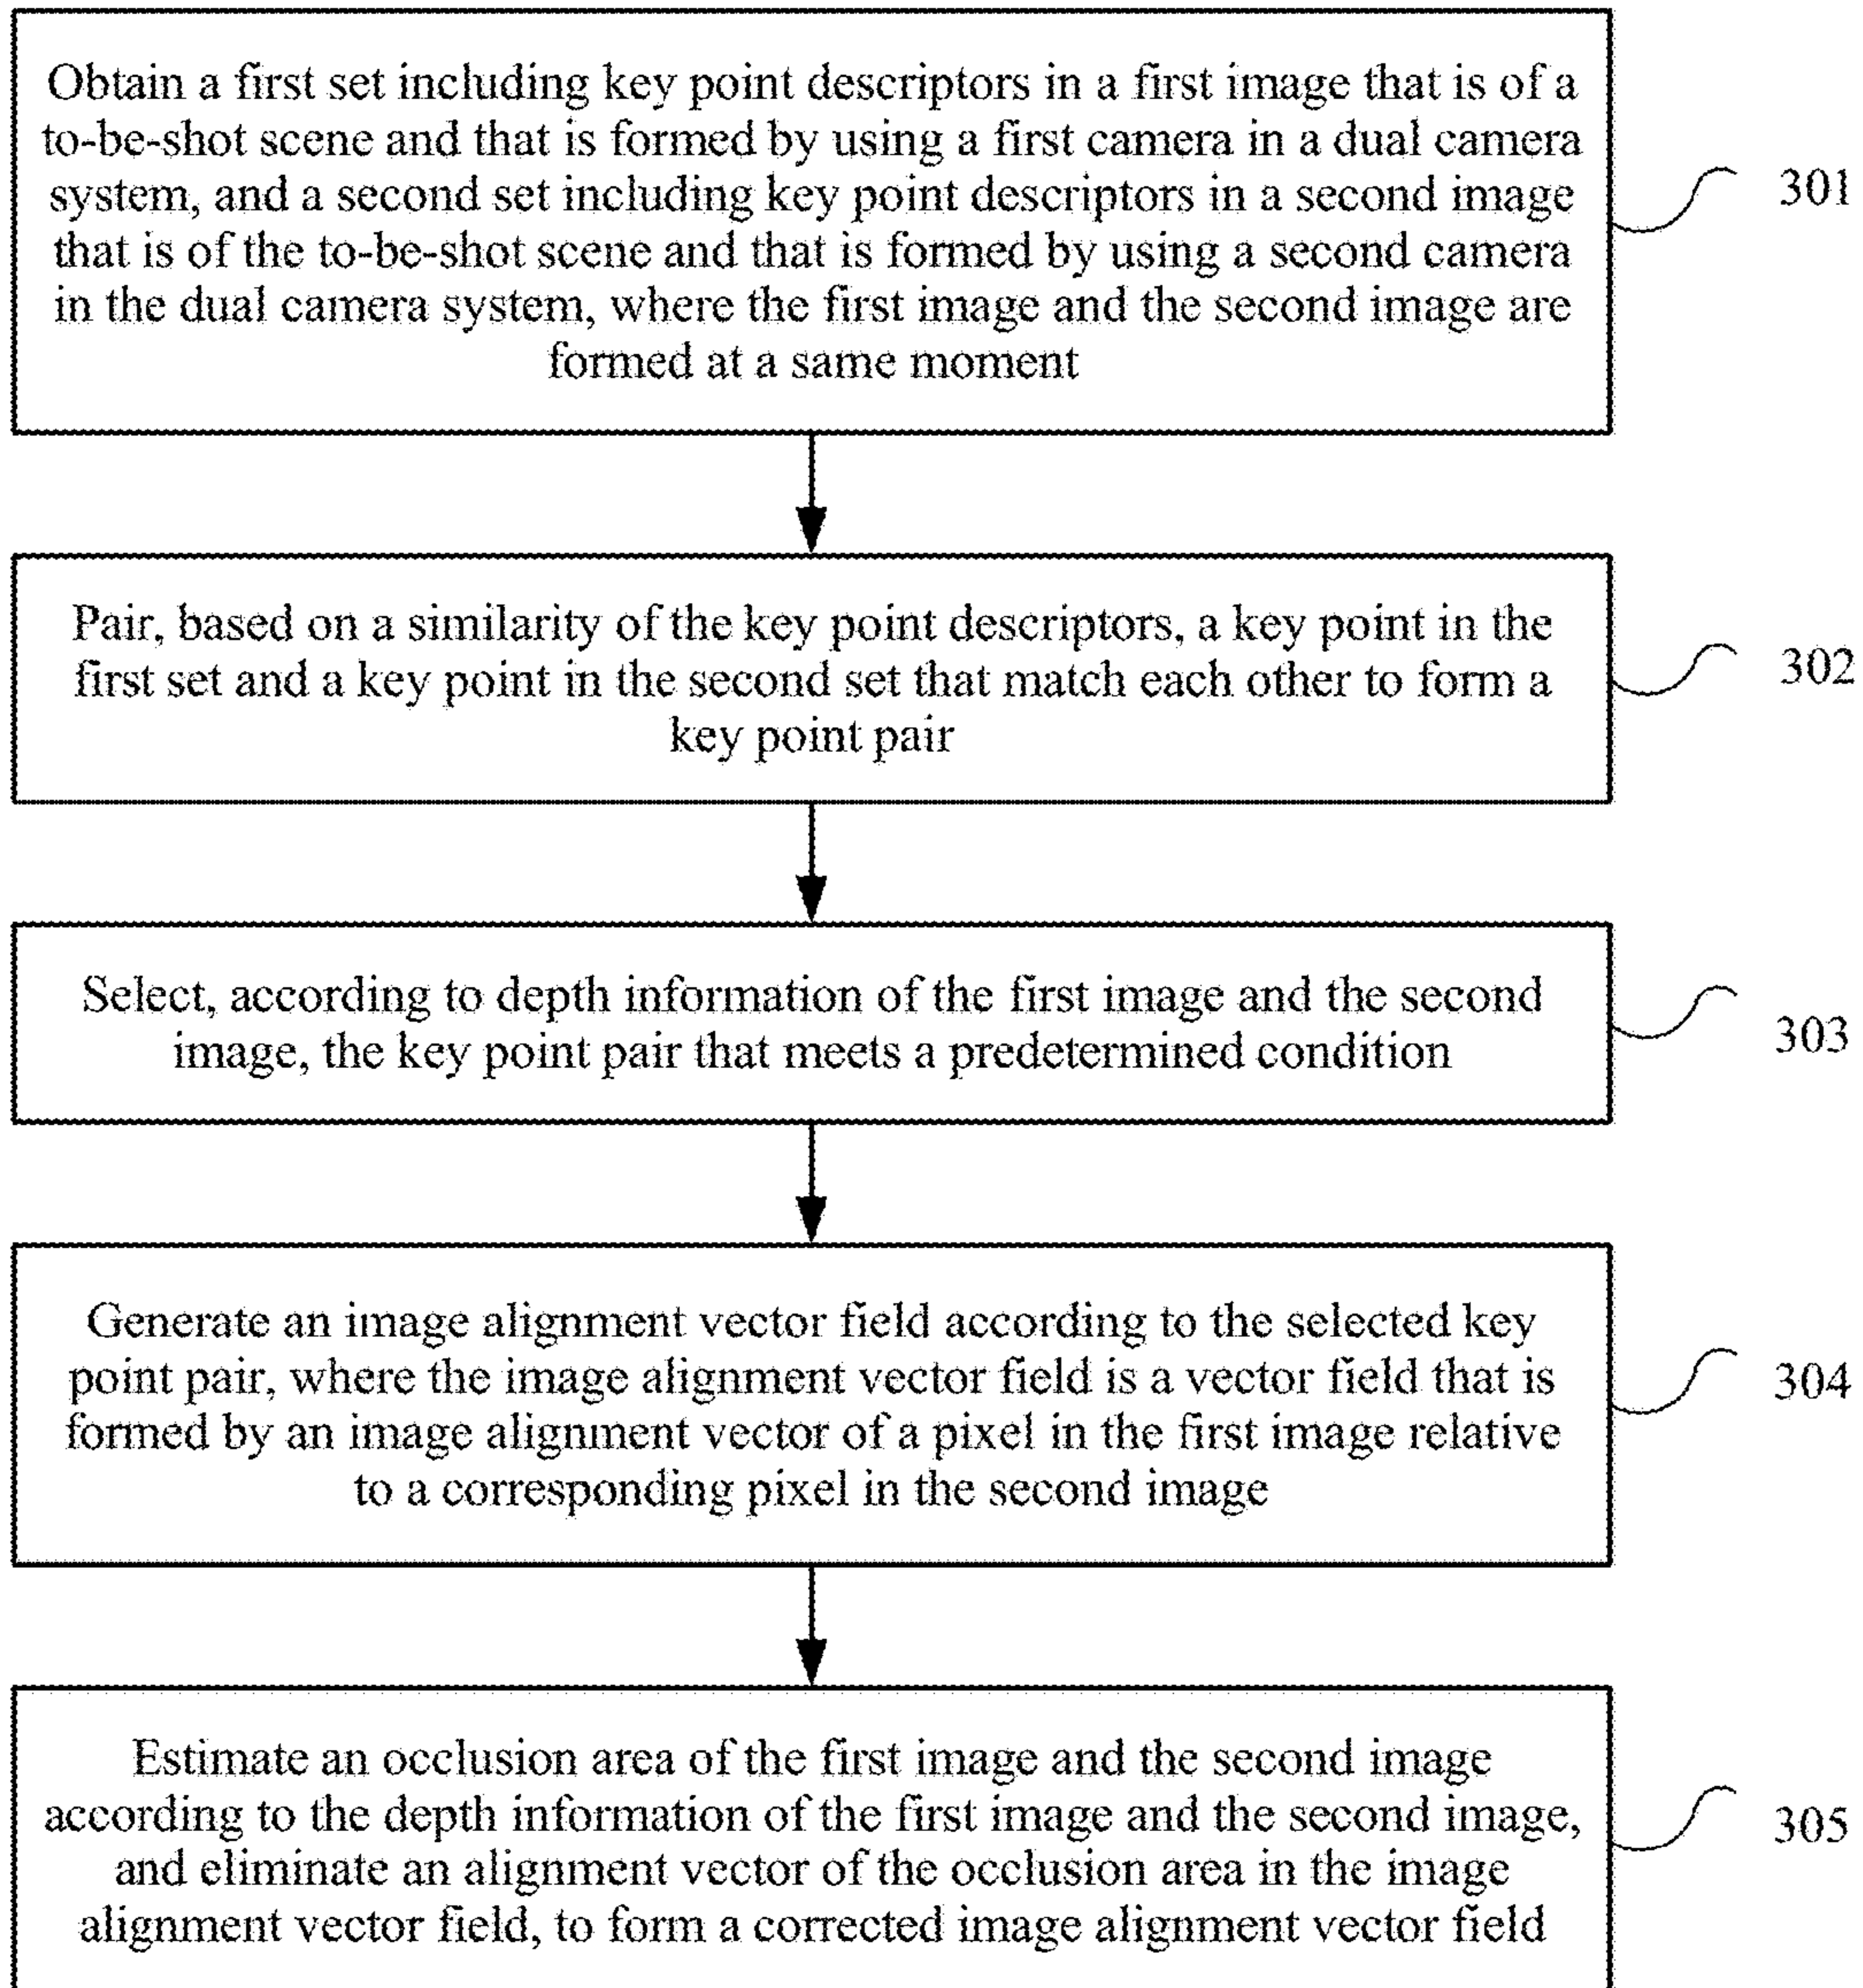 Obtain a first set including key point descriptors in a first image that is of a
to-be-shot scene and that is formed by using a first camera in a dual camera
system, and a second set including key point descriptors in a second image
that is of the to-be-shot scene and that is formed by using a second camera
in the dual camera system, where the first image and the second image are
formed at a same moment
301
Pair, based on a similarity of the key point descriptors, a key point in the
first set and a key point in the second set that match each other to form a
key point pair
302
Select, according to depth information of the first image and the second
image, the key point pair that meets a predetermined condition
303
Generate an image alignment vector field according to the selected key
point pair, where the image alignment vector field is a vector field that is
formed by an image alignment vector of a pixel in the first image relative
to a corresponding pixel in the second image
304
Estimate an occlusion area of the first image and the second image
according to the depth information of the first image and the second image,
and eliminate an alignment vector of the occlusion area in the image
alignment vector field, to form a corrected image alignment vector field
305